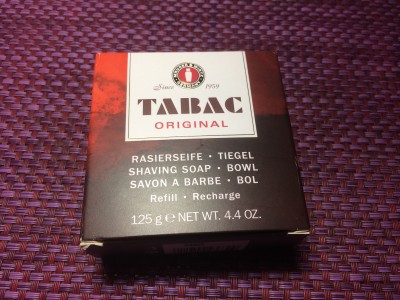 Since 1959
TABAC
ORIGINAL
RASIERSEIFE • TIEGEL
SHAVING SOAP • BOWL
SAVON A BARBE • BOL
Refill • Recharge
125 g ℮ NET WT. 4.4 OZ.